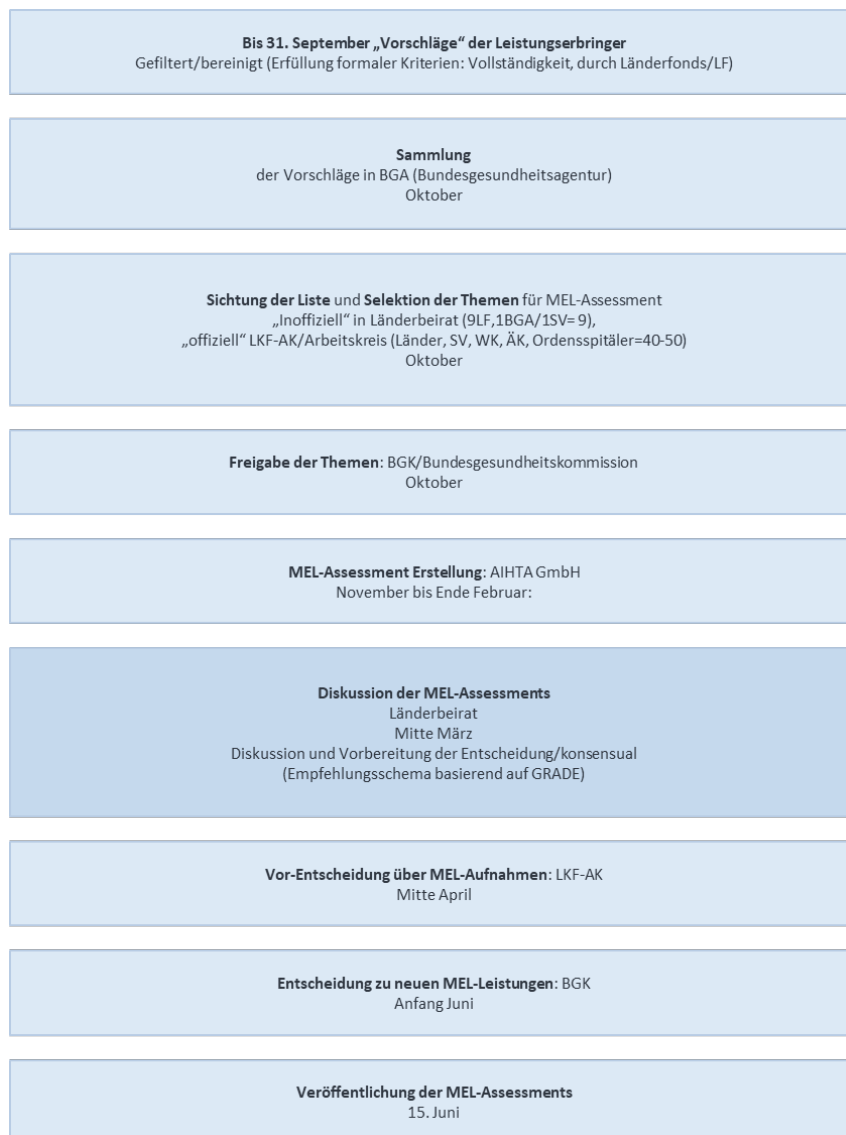 Bis 31. September „Vorschläge“ der Leistungserbringer
Gefiltert/bereinigt (Erfüllung formaler Kriterien: Vollständigkeit, durch Länderfonds/LF)
Sammlung
der Vorschläge in BGA (Bundesgesundheitsagentur)
Oktober
Sichtung der Liste und Selektion der Themen für MEL-Assessment
„Inoffiziell“ in Länderbeirat (9LF,1BGA/1SV= 9),
„offiziell“ LKF-AK/Arbeitskreis (Länder, SV, WK, ÄK, Ordensspitäler=40-50)
Oktober
Freigabe der Themen: BGK/Bundesgesundheitskommission
Oktober
MEL-Assessment Erstellung: AIHTA GmbH
November bis Ende Februar:
Diskussion der MEL-Assessments
Länderbeirat
Mitte März
Diskussion und Vorbereitung der Entscheidung/konsensual
(Empfehlungsschema basierend auf GRADE)
Vor-Entscheidung über MEL-Aufnahmen: LKF-AK
Mitte April
Entscheidung zu neuen MEL-Leistungen: BGK
Anfang Juni
Veröffentlichung der MEL-Assessments
15. Juni